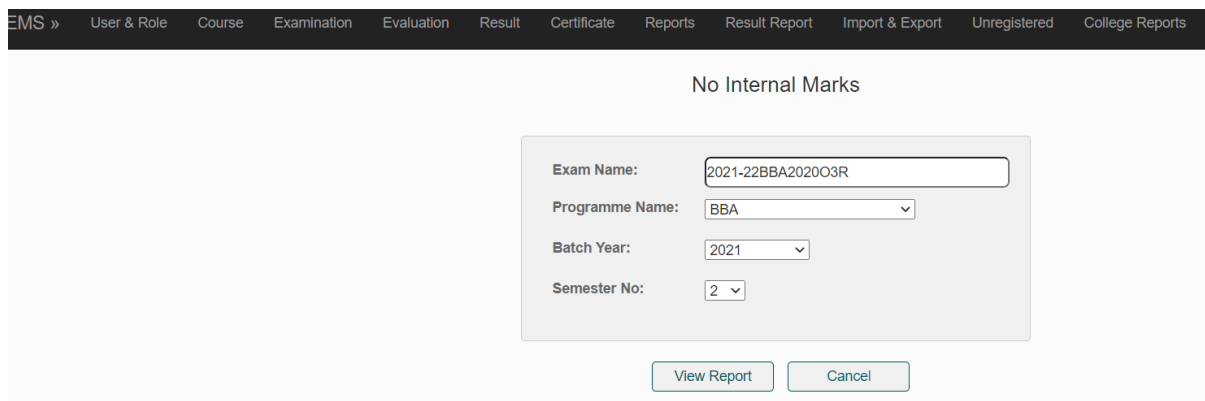 EMS » User & Role Course Examination Evaluation Result Certificate Reports Result Report Import & Export Unregistered College Reports
No Internal Marks
Exam Name: 2021-22BBA2020O3R
Programme Name: BBA
Batch Year: 2021
Semester No: 2
View Report Cancel